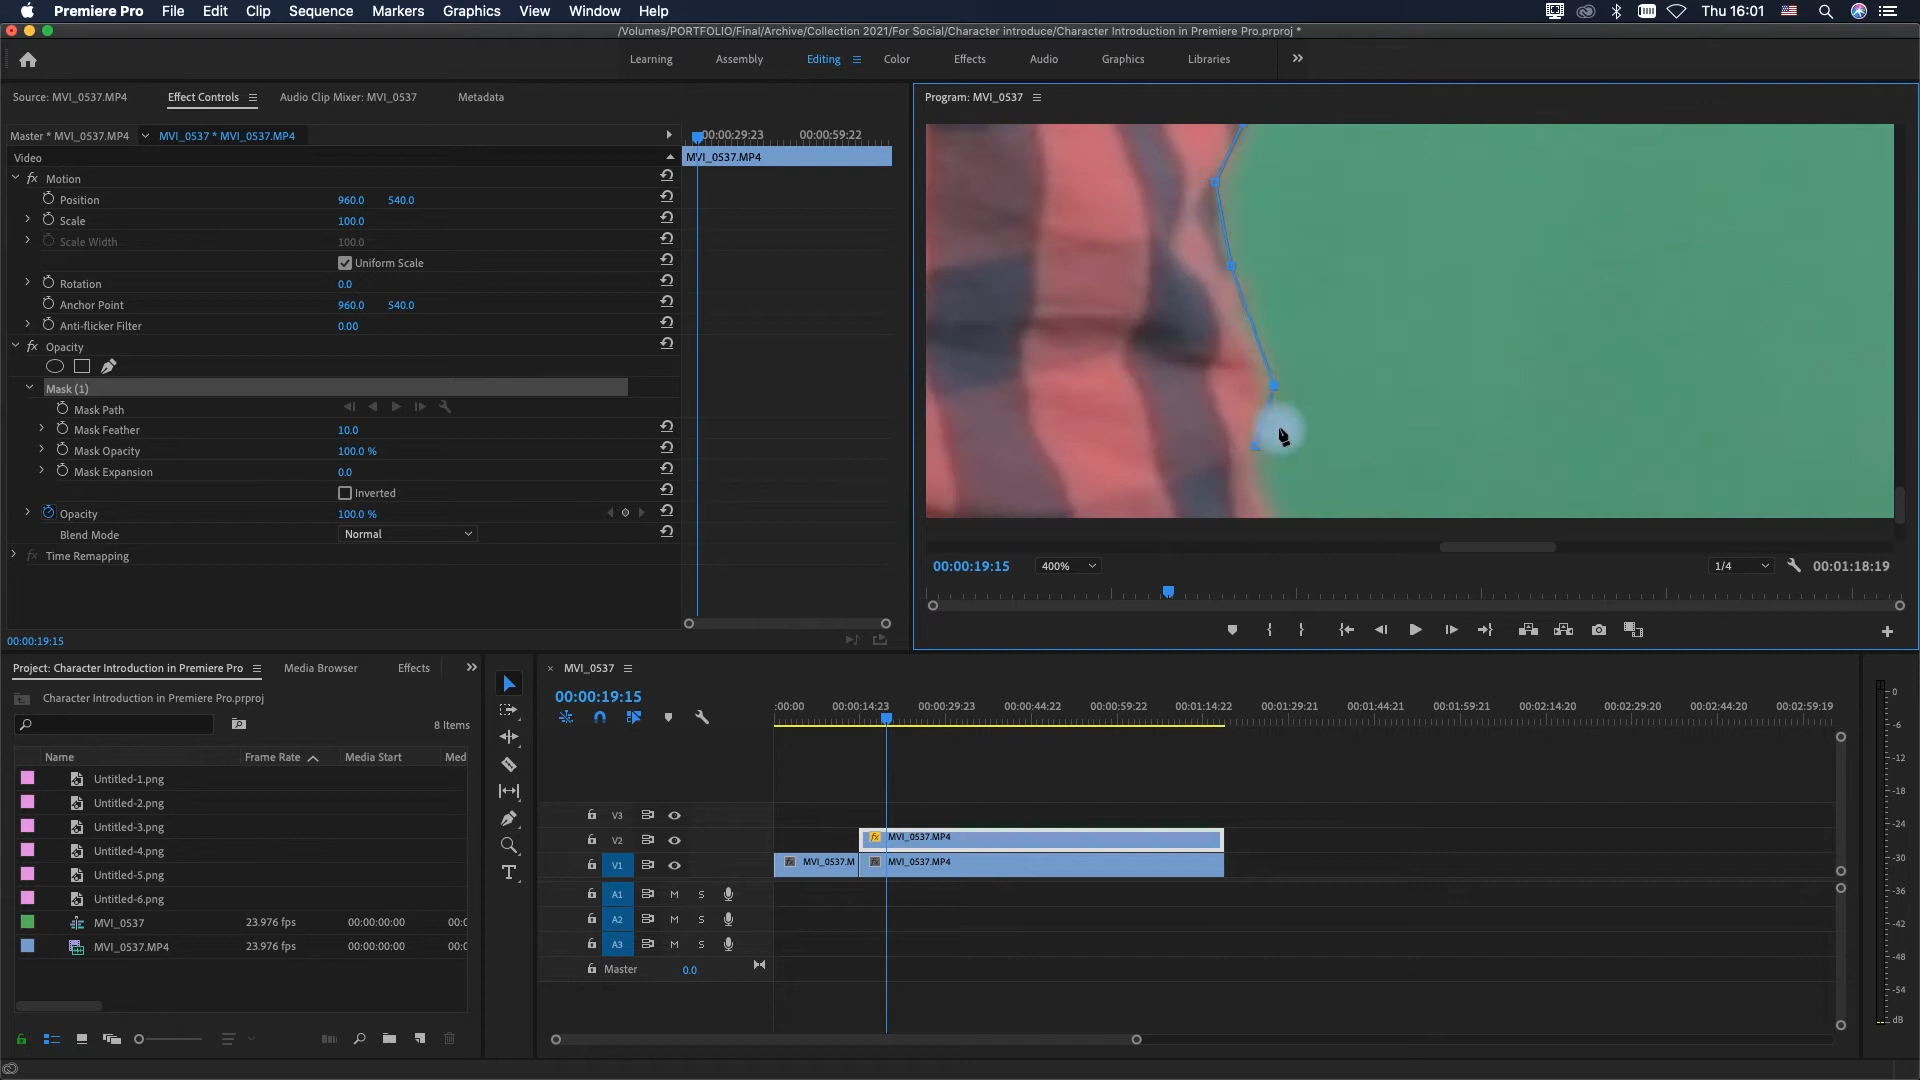 Premiere Pro File Edit Clip Sequence Markers Graphics View Window Help Thu 16:01
/Volumes/PORTFOLIO/Final/Archive/Collection 2021/For Social/Character introduce/Character Introduction in Premiere Pro.prproj *
Learning Assembly Editing Color Effects Audio Graphics Libraries
Source: MVI_0537.MP4 Effect Controls Audio Clip Mixer: MVI_0537 Metadata
Program: MVI_0537
Master * MVI_0537.MP4 MVI_0537 * MVI_0537.MP4
00:00:29:23 00:00:59:22
Video
MVI_0537.MP4
fx Motion
Position 960.0 540.0
Scale 100.0
Scale Width 100.0
Uniform Scale
Rotation 0.0
Anchor Point 960.0 540.0
Anti-flicker Filter 0.00
fx Opacity
Mask (1)
Mask Path
Mask Feather 10.0
Mask Opacity 100.0 %
Mask Expansion 0.0
Inverted
Opacity 100.0 %
Blend Mode Normal
fx Time Remapping
00:00:19:15
00:00:19:15 400% 1/4 00:01:18:19
Project: Character Introduction in Premiere Pro Media Browser Effects
Character Introduction in Premiere Pro.prproj
8 Items
Name Frame Rate Media Start Med
Untitled-1.png
Untitled-2.png
Untitled-3.png
Untitled-4.png
Untitled-5.png
Untitled-6.png
MVI_0537 23.976 fps 00:00:00:00 00:0
MVI_0537.MP4 23.976 fps 00:00:00:00 00:0
MVI_0537
00:00:19:15
:00:00 00:00:14:23 00:00:29:23 00:00:44:22 00:00:59:22 00:01:14:22 00:01:29:21 00:01:44:21 00:01:59:21 00:02:14:20 00:02:29:20 00:02:44:20 00:02:59:19
V3
V2 fx MVI_0537.MP4
V1 fx MVI_0537.M fx MVI_0537.MP4
A1 M S
A2 M S
A3 M S
Master 0.0
T
0
-6
-12
-18
-24
-30
-36
-42
-48
-54
dB